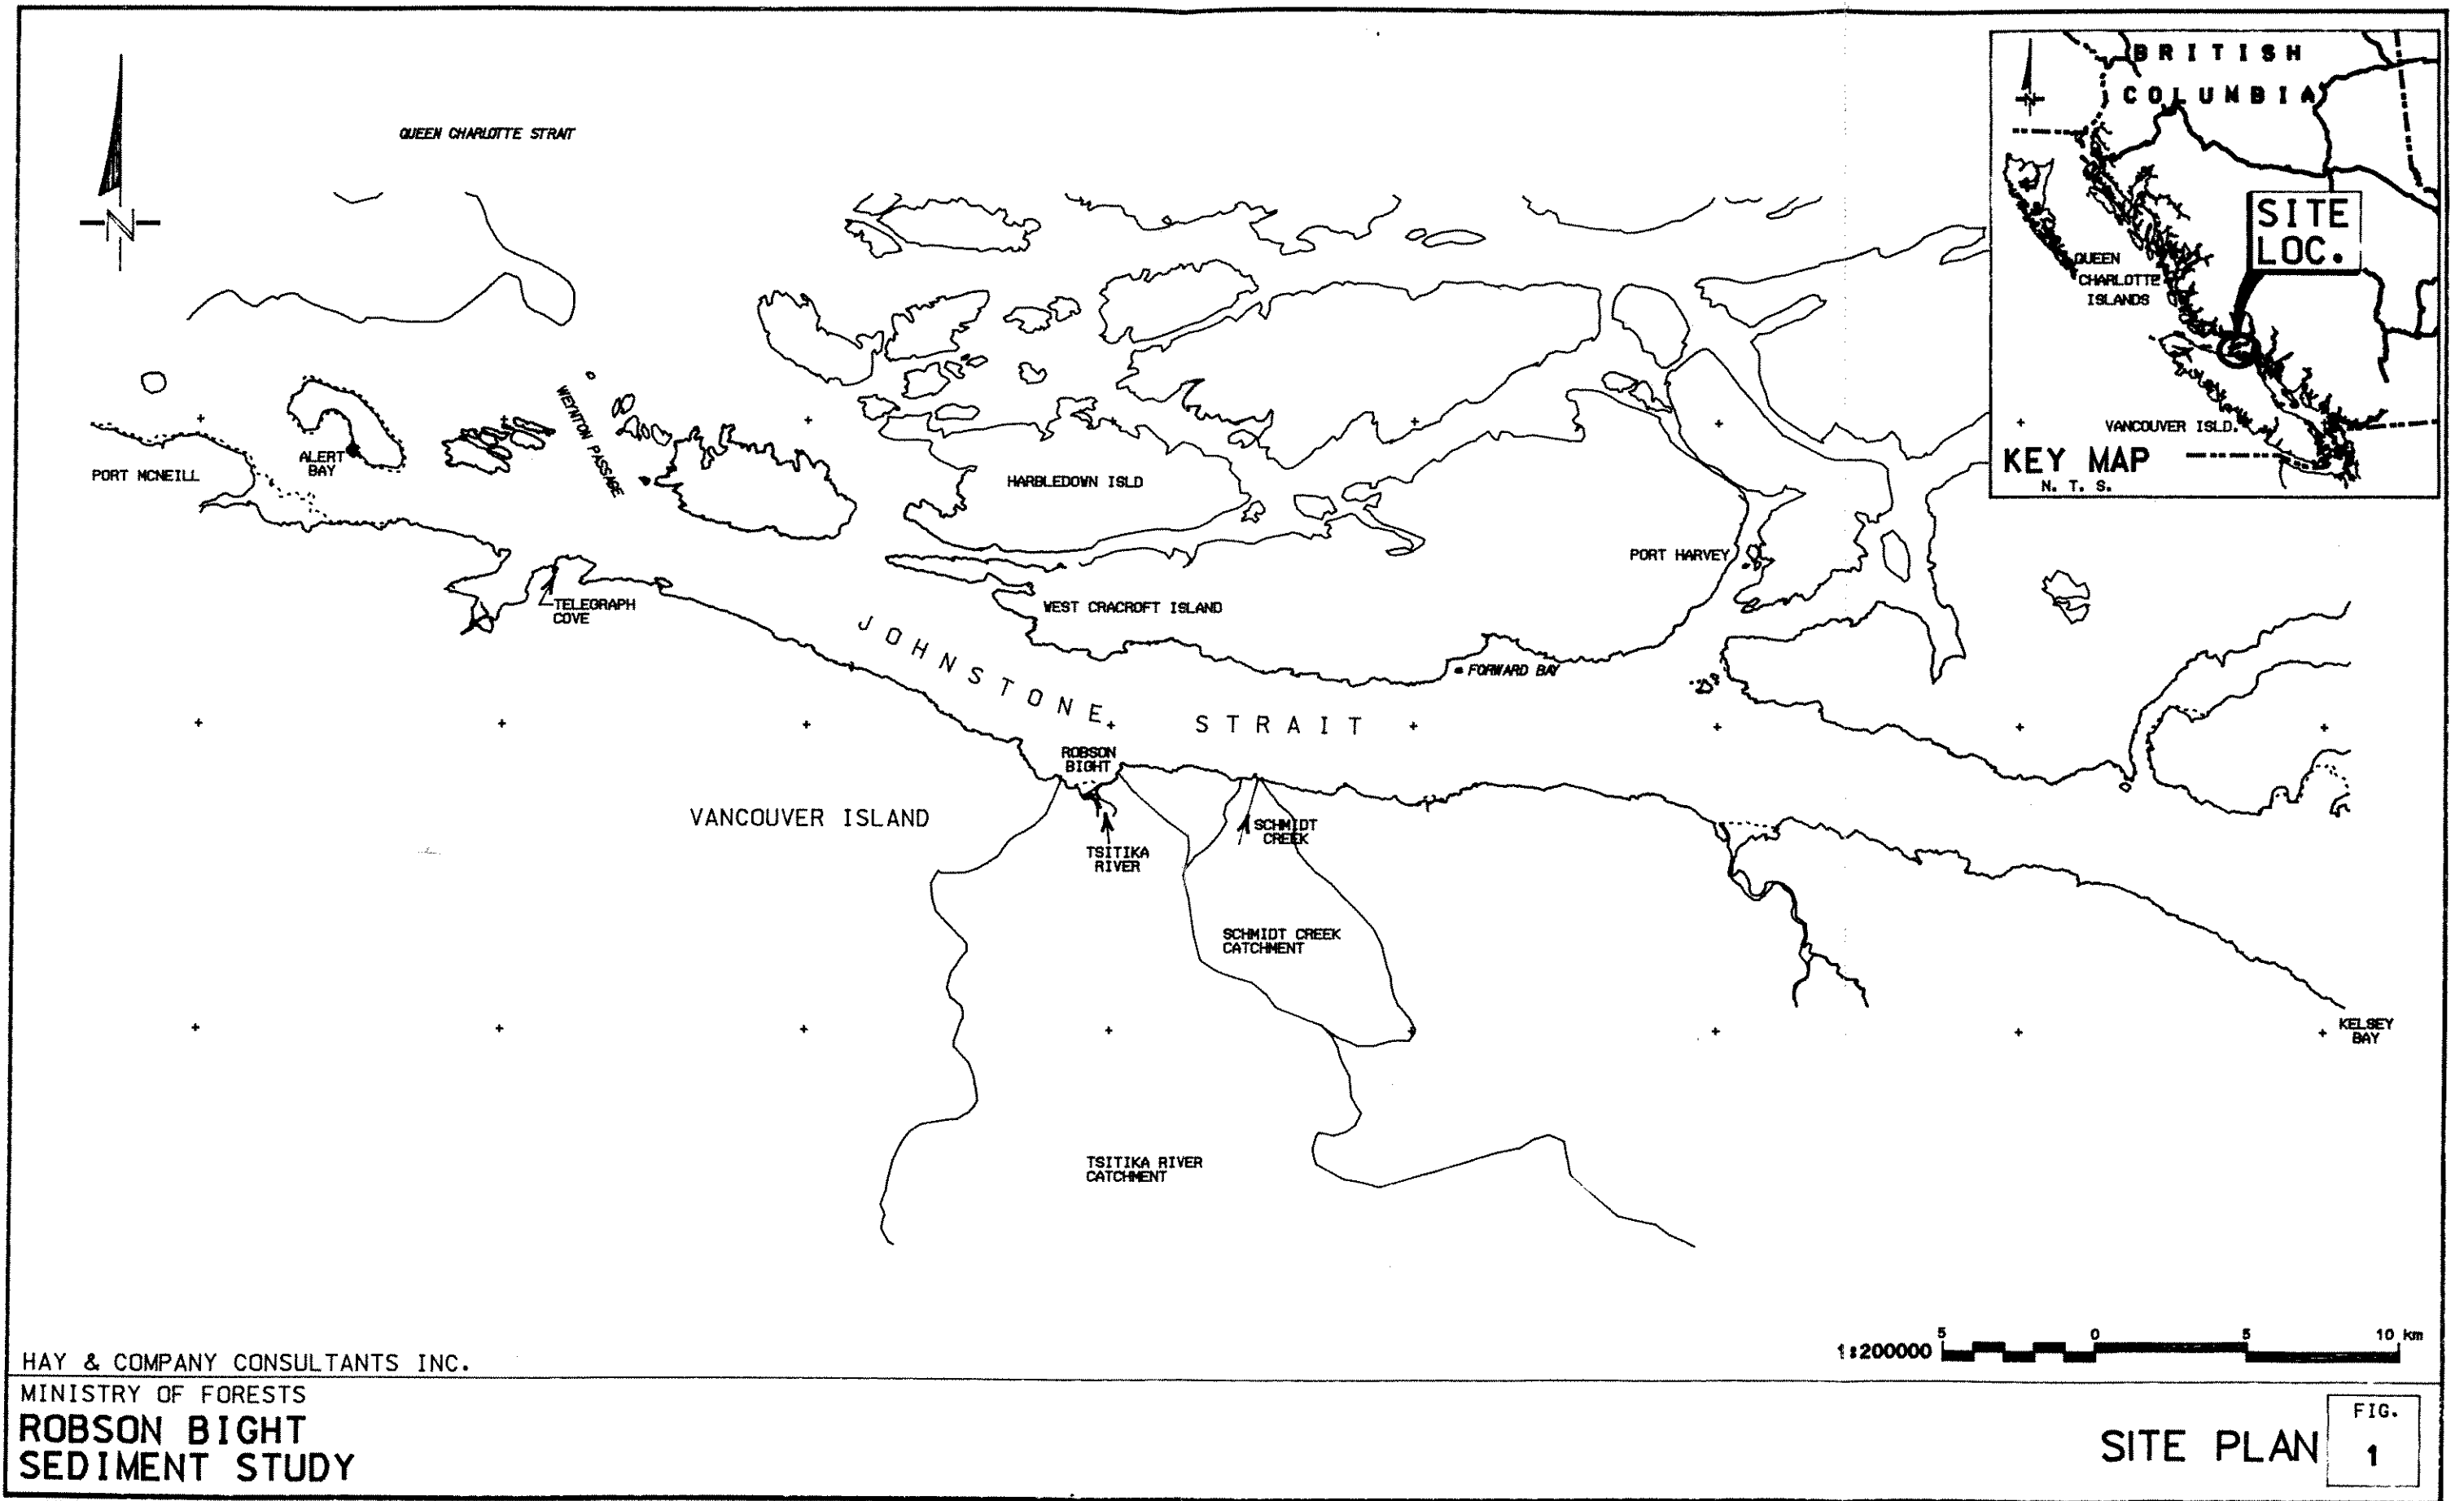 BRITISH
COLUMBIA
N
SITE
LOC.
QUEEN
CHARLOTTE
ISLANDS
VANCOUVER ISLD.
KEY MAP
N. T. S.
QUEEN CHARLOTTE STRAIT
N
WEYNTON PASSAGE
ALERT
BAY
PORT MCNEILL
HARBLEDOWN ISLD
PORT HARVEY
TELEGRAPH
COVE
WEST CRACROFT ISLAND
JOHNSTONE STRAIT
FORWARD BAY
ROBSON
BIGHT
VANCOUVER ISLAND
TSITIKA
RIVER
SCHMIDT
CREEK
SCHMIDT CREEK
CATCHMENT
KELSEY
BAY
TSITIKA RIVER
CATCHMENT
1:200000
5 0 5 10 km
HAY & COMPANY CONSULTANTS INC.
MINISTRY OF FORESTS
ROBSON BIGHT
SEDIMENT STUDY
SITE PLAN
FIG.
1